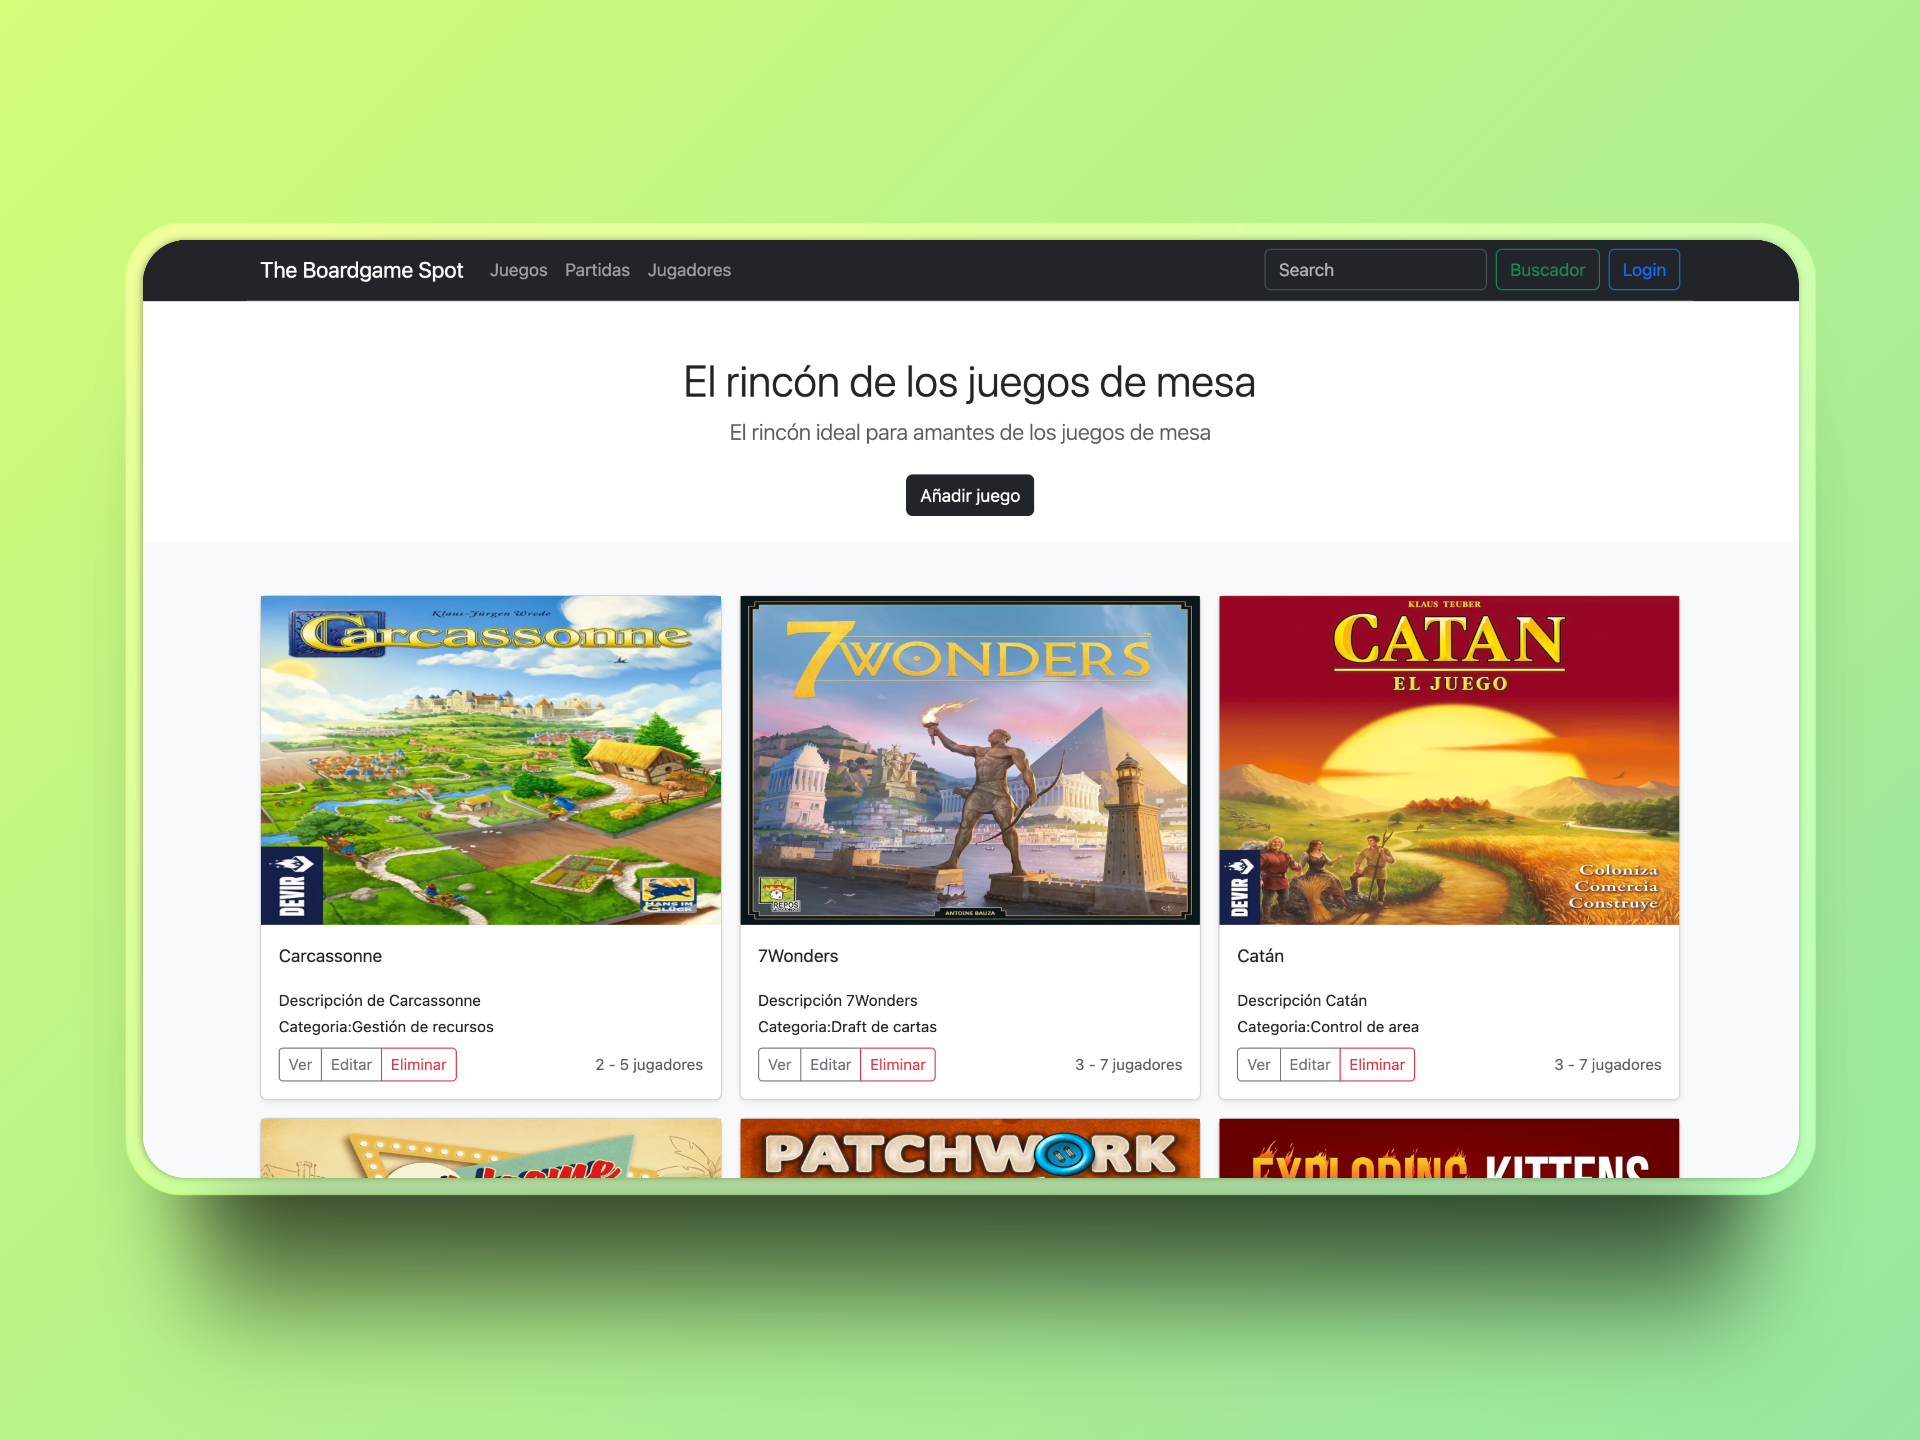 The Boardgame Spot Juegos Partidas Jugadores Search Buscador Login
El rincón de los juegos de mesa
El rincón ideal para amantes de los juegos de mesa
Añadir juego
Klaus-Jürgen Wrede
Carcassonne
DEVIR
HANS IM
GLÜCK
7 WONDERS
REPOS
ANTOINE BAUZA
KLAUS TEUBER
CATAN
EL JUEGO
Coloniza
Comercia
Construye
DEVIR
Carcassonne
Descripción de Carcassonne
Categoria:Gestión de recursos
Ver Editar Eliminar 2 - 5 jugadores
7Wonders
Descripción 7Wonders
Categoria:Draft de cartas
Ver Editar Eliminar 3 - 7 jugadores
Catán
Descripción Catán
Categoria:Control de area
Ver Editar Eliminar 3 - 7 jugadores
PATCHWORK
EXPLODING KITTENS